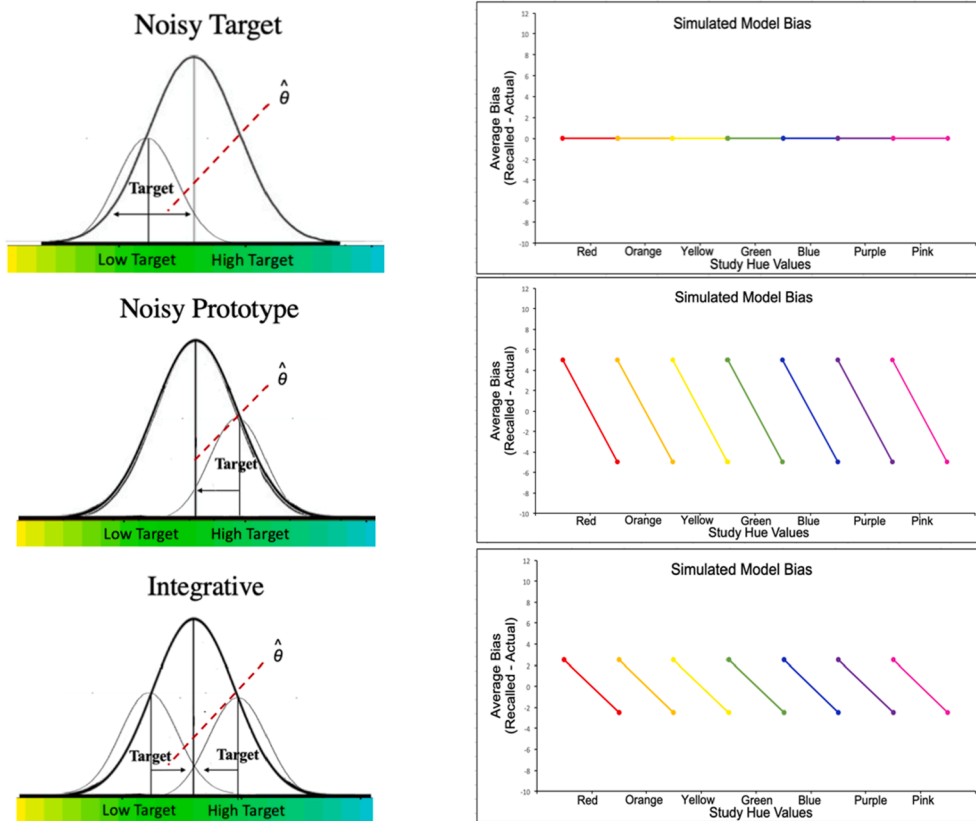 Noisy Target
θ̂
Target
Low Target
High Target
Simulated Model Bias
Average Bias
(Recalled - Actual)
12
10
8
6
4
2
0
-2
-4
-6
-8
-10
Red Orange Yellow Green Blue Purple Pink
Study Hue Values
Noisy Prototype
θ̂
Target
Low Target
High Target
Simulated Model Bias
Average Bias
(Recalled - Actual)
12
10
8
6
4
2
0
-2
-4
-6
-8
-10
Red Orange Yellow Green Blue Purple Pink
Study Hue Values
Integrative
θ̂
Target Target
Low Target
High Target
Simulated Model Bias
Average Bias
(Recalled - Actual)
12
10
8
6
4
2
0
-2
-4
-6
-8
-10
Red Orange Yellow Green Blue Purple Pink
Study Hue Values